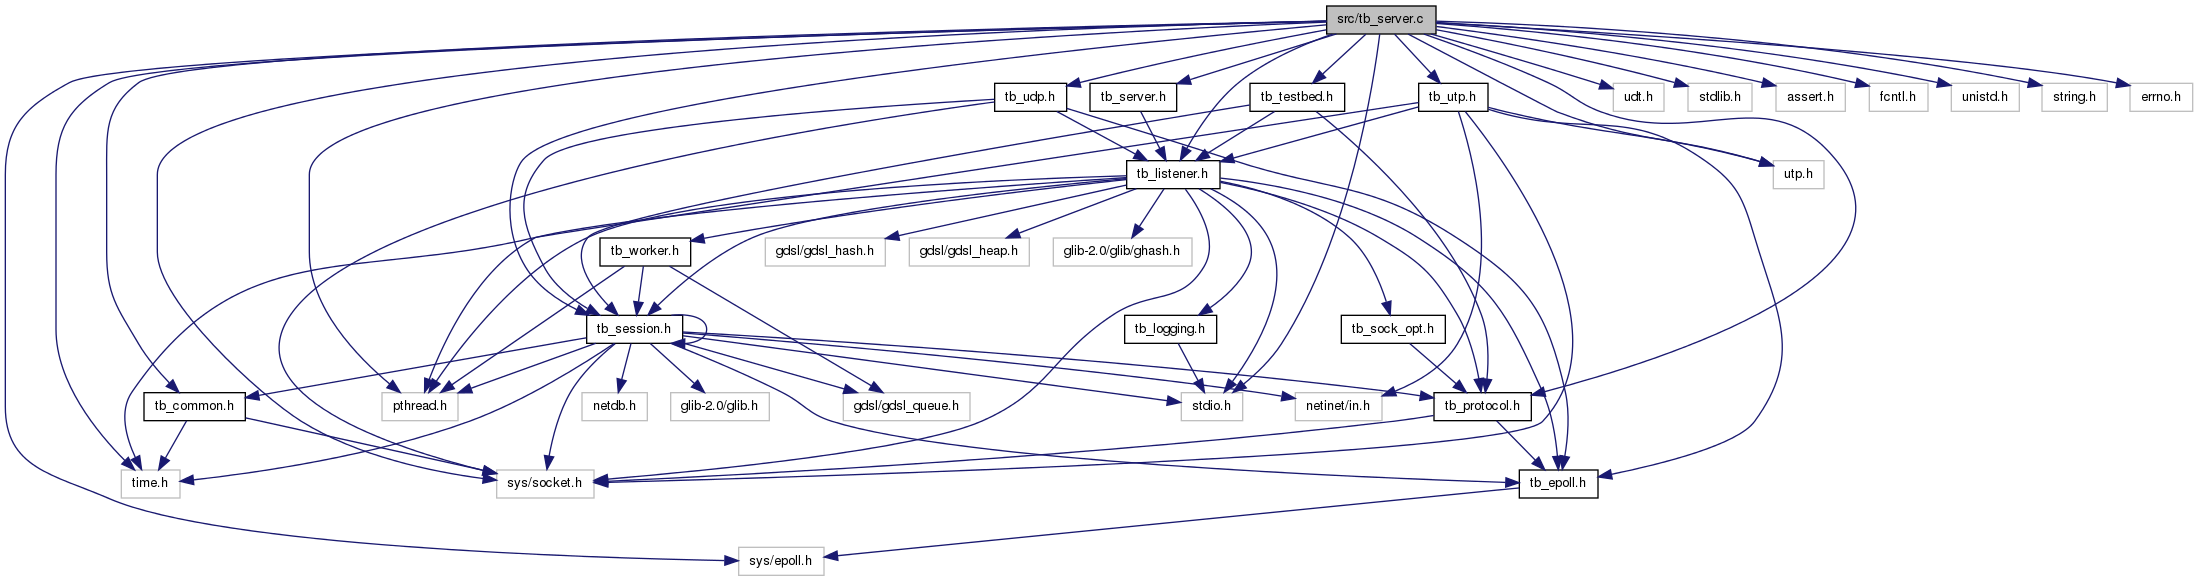 src/tb_server.c
tb_udp.h
tb_server.h
tb_testbed.h
tb_utp.h
udt.h
stdlib.h
assert.h
fcntl.h
unistd.h
string.h
errno.h
tb_listener.h
utp.h
tb_worker.h
gdsl/gdsl_hash.h
gdsl/gdsl_heap.h
glib-2.0/glib/ghash.h
tb_session.h
tb_logging.h
tb_sock_opt.h
tb_common.h
pthread.h
netdb.h
glib-2.0/glib.h
gdsl/gdsl_queue.h
stdio.h
netinet/in.h
tb_protocol.h
time.h
sys/socket.h
tb_epoll.h
sys/epoll.h